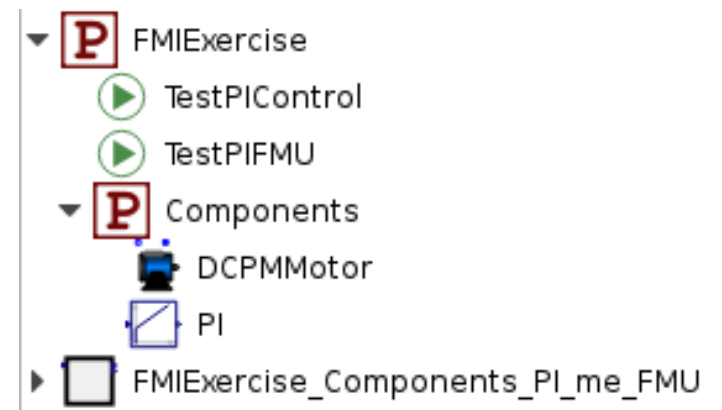 P FMIExercise
TestPIControl
TestPIFMU
P Components
DCPMMotor
PI
FMIExercise_Components_PI_me_FMU